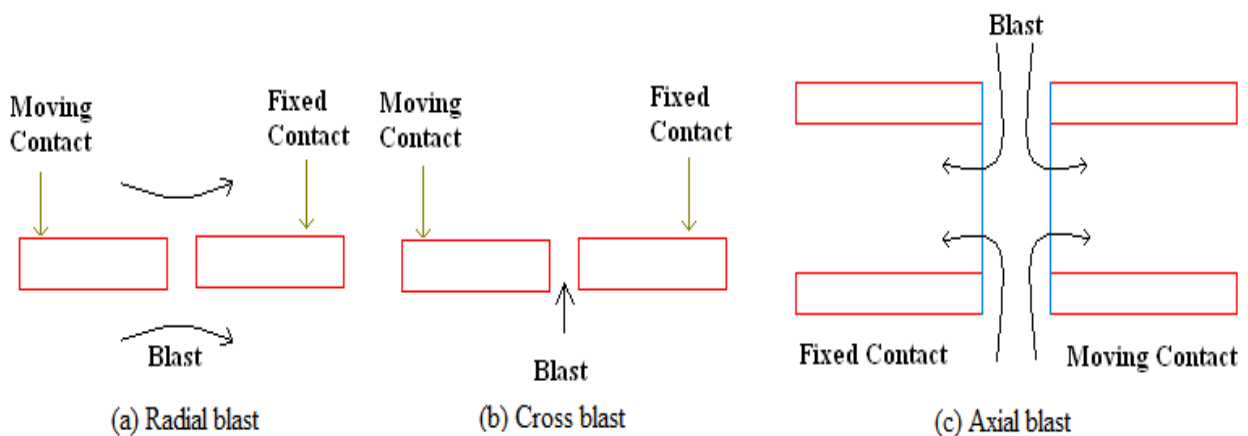 Moving
Contact
Fixed
Contact
Blast
(a) Radial blast
Moving
Contact
Fixed
Contact
Blast
(b) Cross blast
Blast
Fixed Contact
Moving Contact
(c) Axial blast